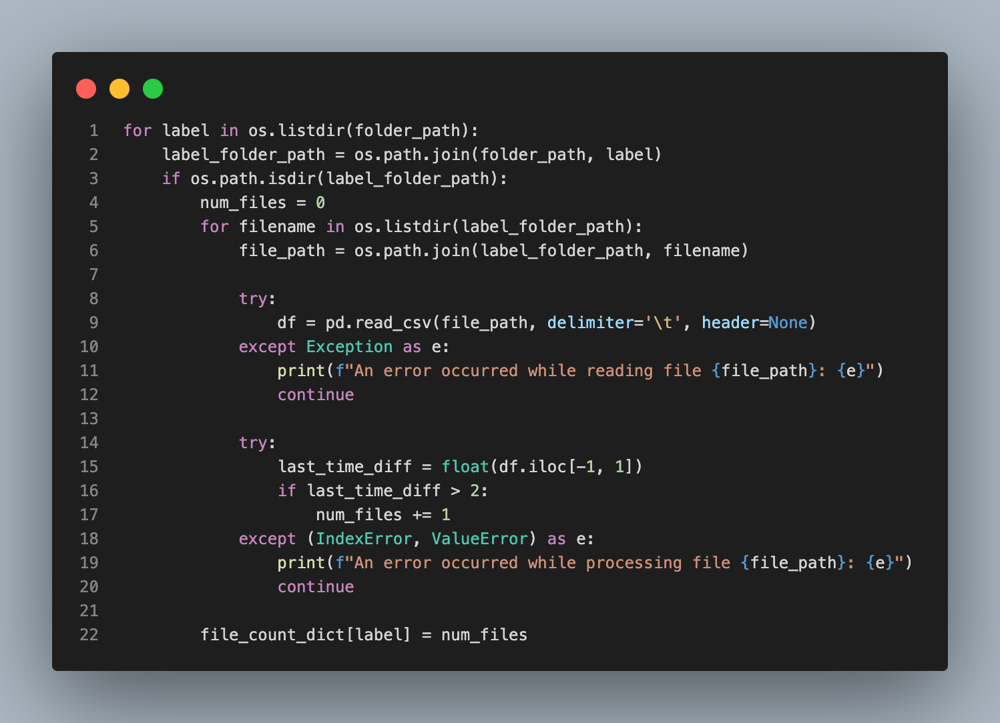 1 for label in os.listdir(folder_path):
2     label_folder_path = os.path.join(folder_path, label)
3     if os.path.isdir(label_folder_path):
4         num_files = 0
5         for filename in os.listdir(label_folder_path):
6             file_path = os.path.join(label_folder_path, filename)
7
8             try:
9                 df = pd.read_csv(file_path, delimiter='\t', header=None)
10             except Exception as e:
11                 print(f"An error occurred while reading file {file_path}: {e}")
12                 continue
13
14             try:
15                 last_time_diff = float(df.iloc[-1, 1])
16                 if last_time_diff > 2:
17                     num_files += 1
18             except (IndexError, ValueError) as e:
19                 print(f"An error occurred while processing file {file_path}: {e}")
20                 continue
21
22         file_count_dict[label] = num_files